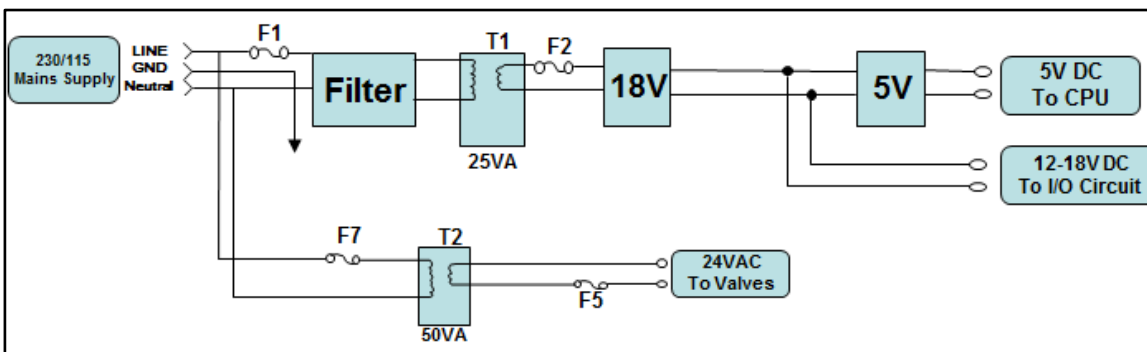 230/115
Mains Supply
LINE
GND
Neutral
F1
Filter
T1
25VA
F2
18V
5V
5V DC
To CPU
12-18V DC
To I/O Circuit
F7
T2
50VA
F5
24VAC
To Valves